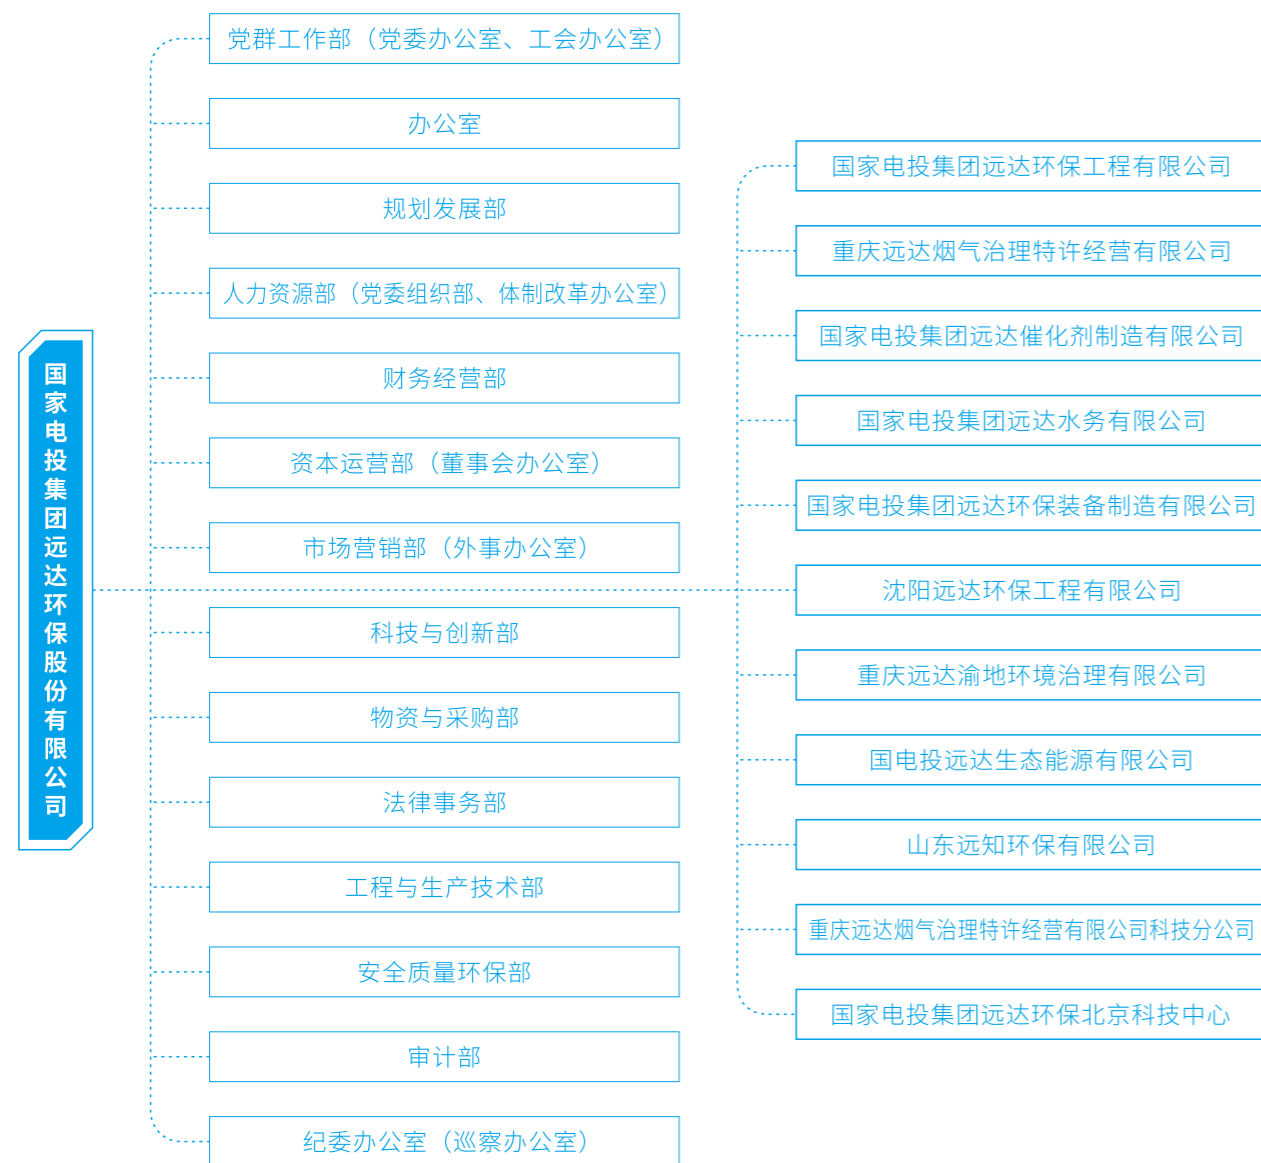 国家电投集团远达环保股份有限公司
党群工作部（党委办公室、工会办公室）
办公室
规划发展部
人力资源部（党委组织部、体制改革办公室）
财务经营部
资本运营部（董事会办公室）
市场营销部（外事办公室）
科技与创新部
物资与采购部
法律事务部
工程与生产技术部
安全质量环保部
审计部
纪委办公室（巡察办公室）
国家电投集团远达环保工程有限公司
重庆远达烟气治理特许经营有限公司
国家电投集团远达催化剂制造有限公司
国家电投集团远达水务有限公司
国家电投集团远达环保装备制造有限公司
沈阳远达环保工程有限公司
重庆远达渝地环境治理有限公司
国电投远达生态能源有限公司
山东远知环保有限公司
重庆远达烟气治理特许经营有限公司科技分公司
国家电投集团远达环保北京科技中心